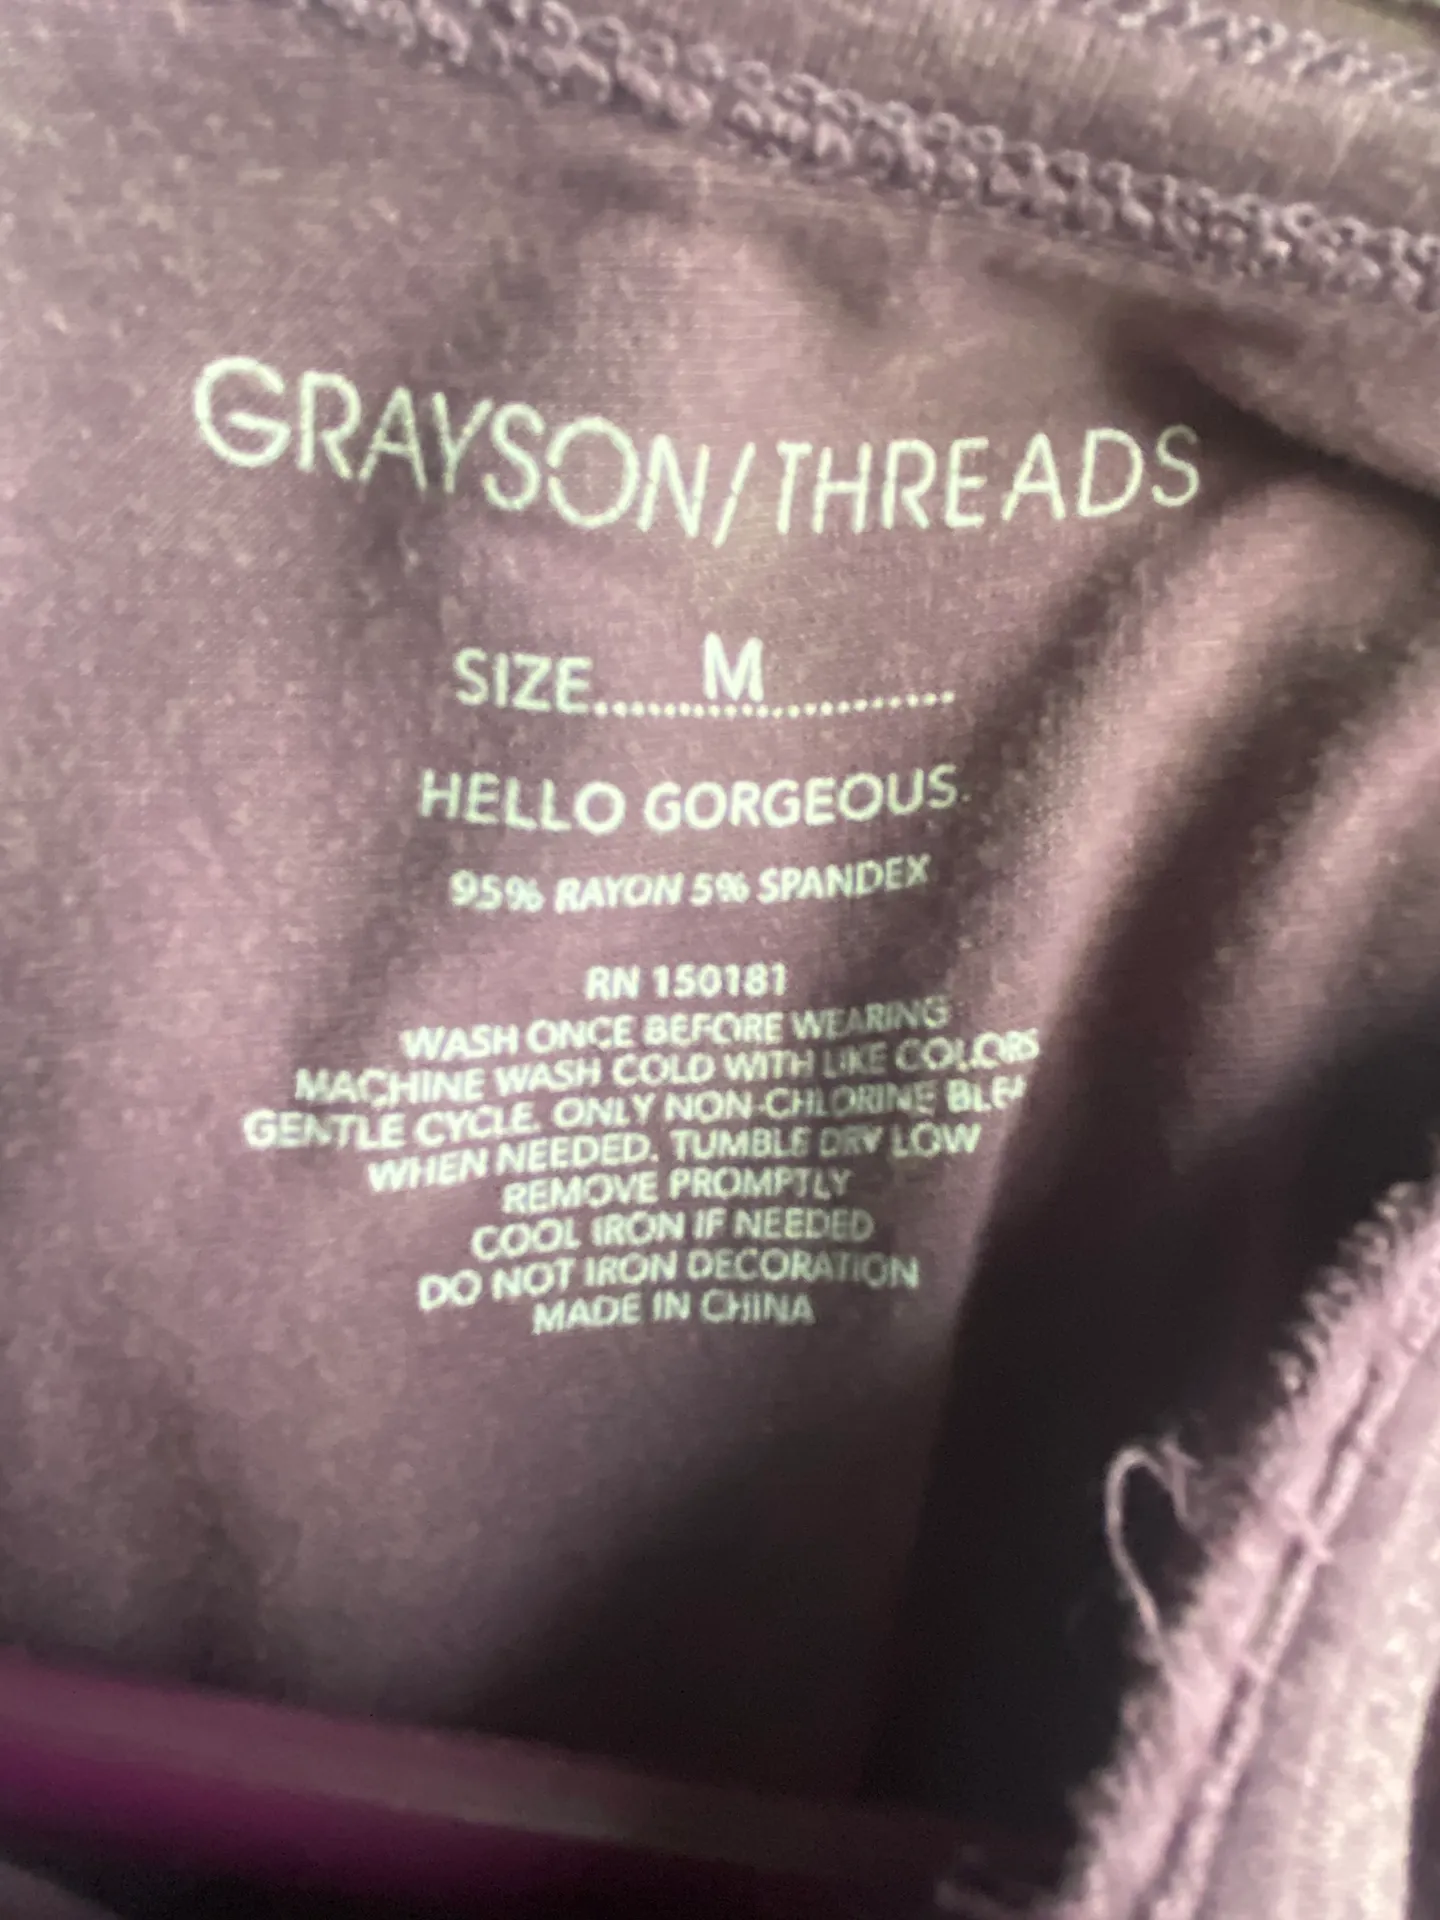 GRAYSON/THREADS
SIZE......M............
HELLO GORGEOUS.
95% RAYON 5% SPANDEX
RN 150181
WASH ONCE BEFORE WEARING
MACHINE WASH COLD WITH LIKE COLORS
GENTLE CYCLE. ONLY NON-CHLORINE
WHEN NEEDED. TUMBLE DRY LOW
REMOVE PROMPTLY
COOL IRON IF NEEDED
DO NOT IRON DECORATION
MADE IN CHINA